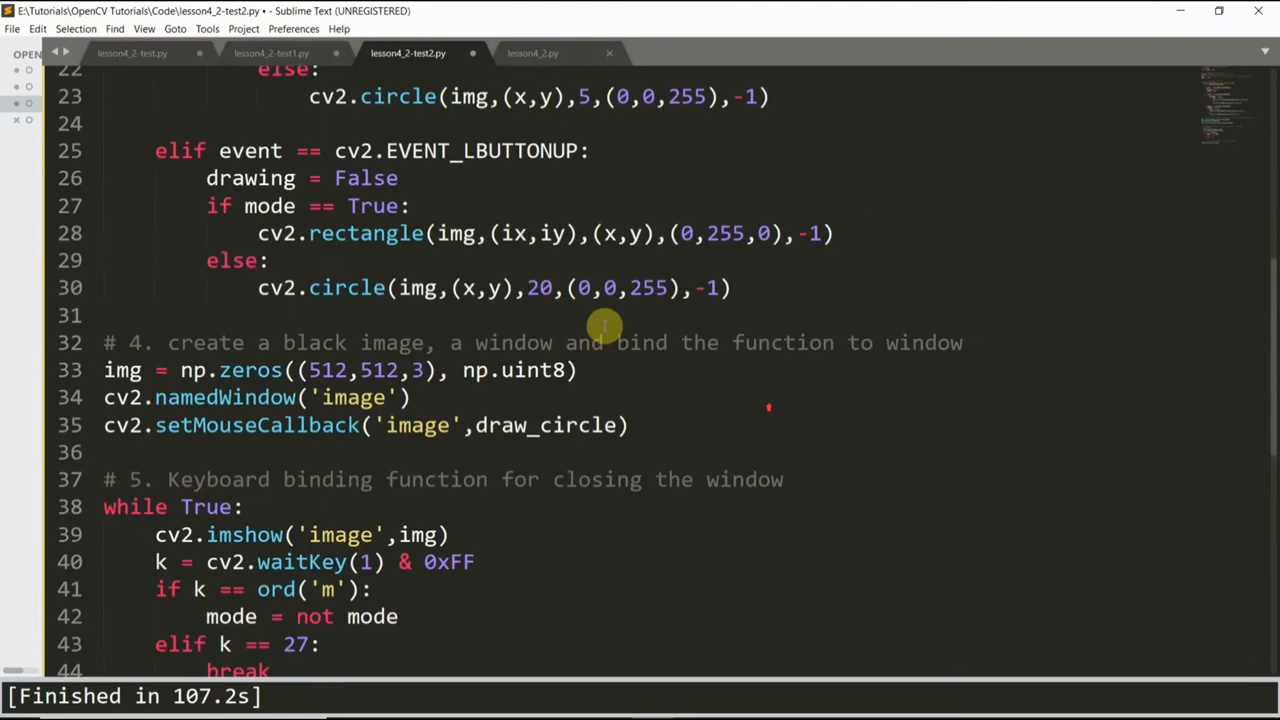 E:\Tutorials\OpenCV Tutorials\Code\lesson4_2-test2.py • - Sublime Text (UNREGISTERED)
File Edit Selection Find View Goto Tools Project Preferences Help
OPEN lesson4_2-test.py lesson4_2-test1.py lesson4_2-test2.py lesson4_2.py
22 else:
23 cv2.circle(img,(x,y),5,(0,0,255),-1)
24
25 elif event == cv2.EVENT_LBUTTONUP:
26 drawing = False
27 if mode == True:
28 cv2.rectangle(img,(ix,iy),(x,y),(0,255,0),-1)
29 else:
30 cv2.circle(img,(x,y),20,(0,0,255),-1)
31
32 # 4. create a black image, a window and bind the function to window
33 img = np.zeros((512,512,3), np.uint8)
34 cv2.namedWindow('image')
35 cv2.setMouseCallback('image',draw_circle)
36
37 # 5. Keyboard binding function for closing the window
38 while True:
39 cv2.imshow('image',img)
40 k = cv2.waitKey(1) & 0xFF
41 if k == ord('m'):
42 mode = not mode
43 elif k == 27:
44 break
[Finished in 107.2s]